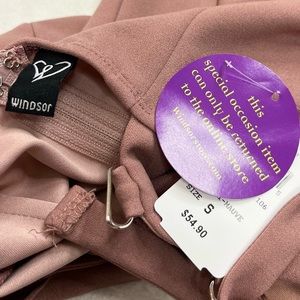 WINDSOR
this
special occasion item
can only be returned
to the online store
WindsorStore.com
SIZE S
$54.90
MAUVE
106